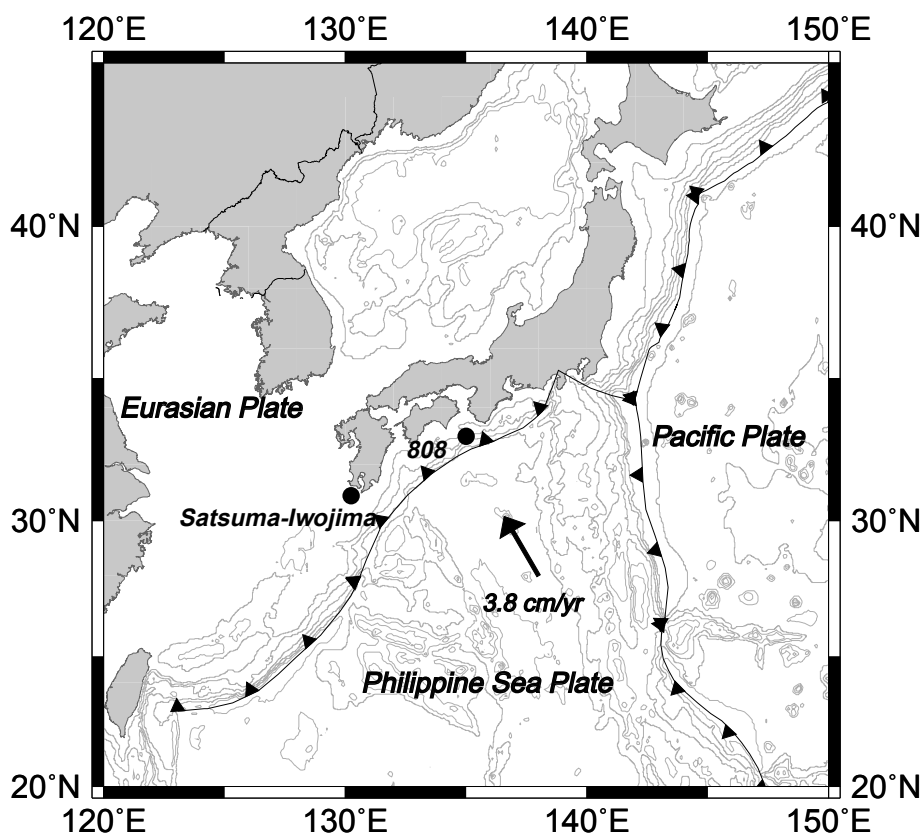 120°E 130°E 140°E 150°E
40°N 40°N
Eurasian Plate
808
Pacific Plate
Satsuma-Iwojima
30°N 30°N
3.8 cm/yr
Philippine Sea Plate
20°N 20°N
120°E 130°E 140°E 150°E